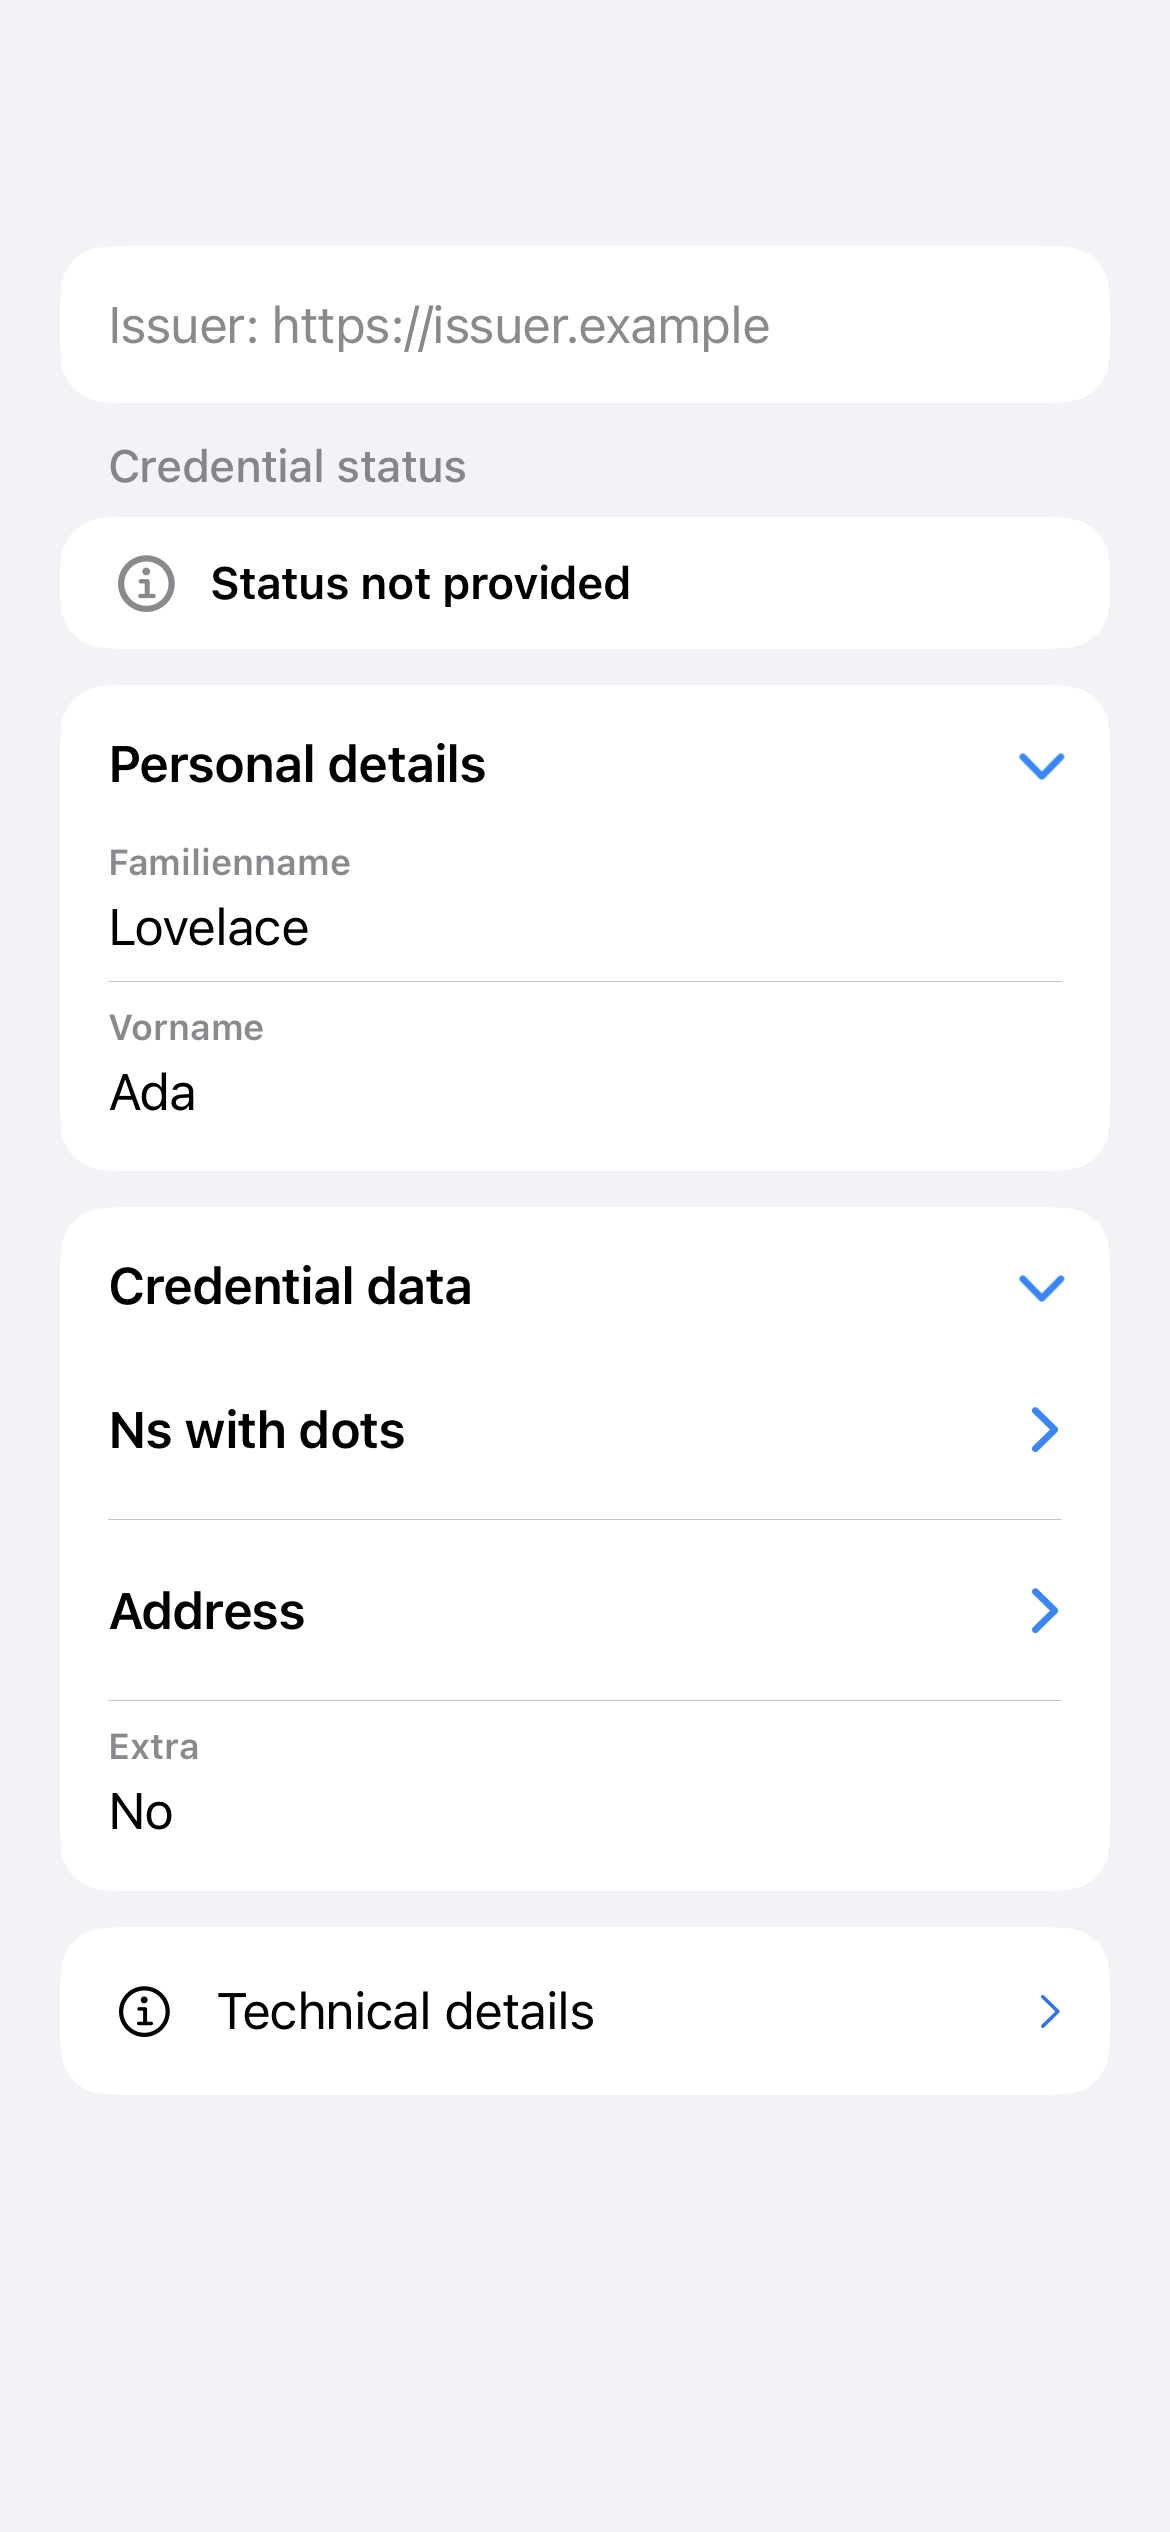 Issuer: https://issuer.example
Credential status
Status not provided
Personal details
Familienname
Lovelace
Vorname
Ada
Credential data
Ns with dots
Address
Extra
No
Technical details